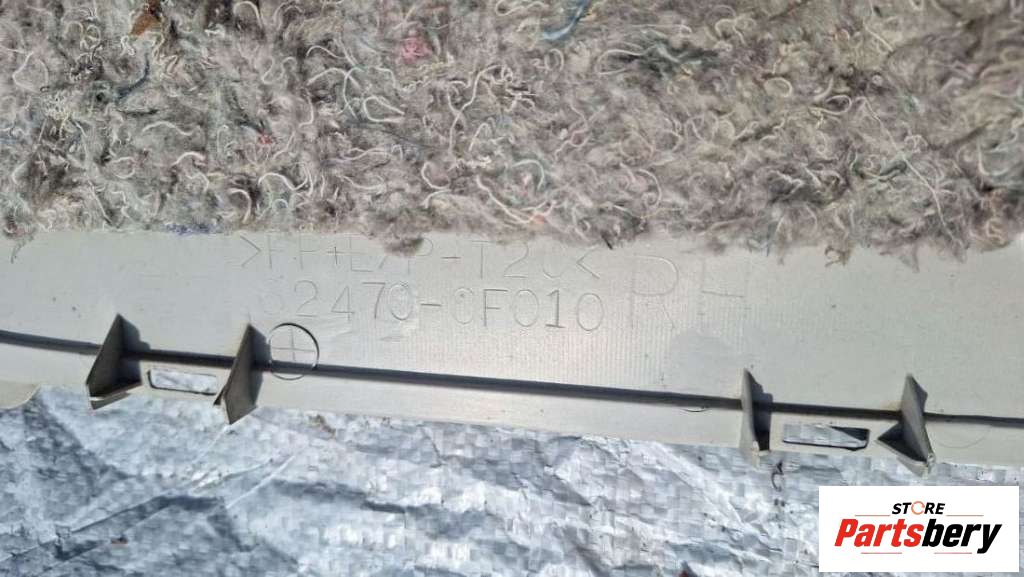 >PP+E/P-T20<
62470-0F010 RH
STORE
Partsbery